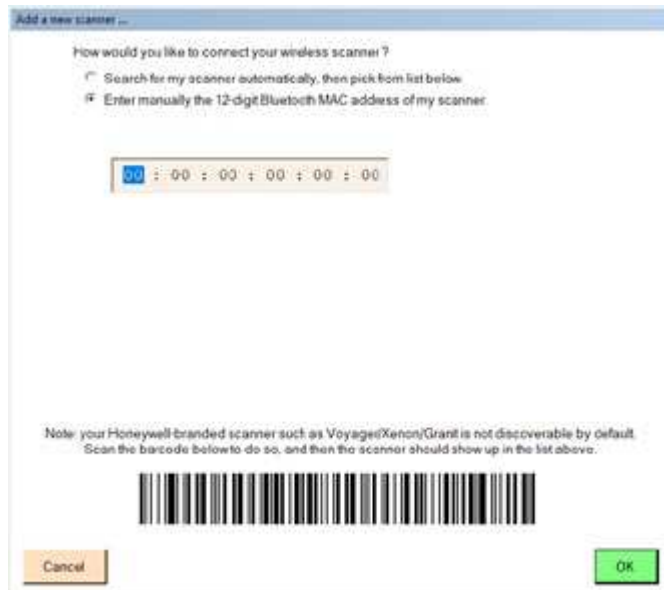 Add a new scanner ...
How would you like to connect your wireless scanner ?
Search for my scanner automatically, then pick from list below
Enter manually the 12-digit Bluetooth MAC address of my scanner
00 : 00 : 00 : 00 : 00 : 00
Note: your Honeywell-branded scanner such as Voyager/Xenon/Granit is not discoverable by default.
Scan the barcode below to do so, and then the scanner should show up in the list above.
Cancel
OK